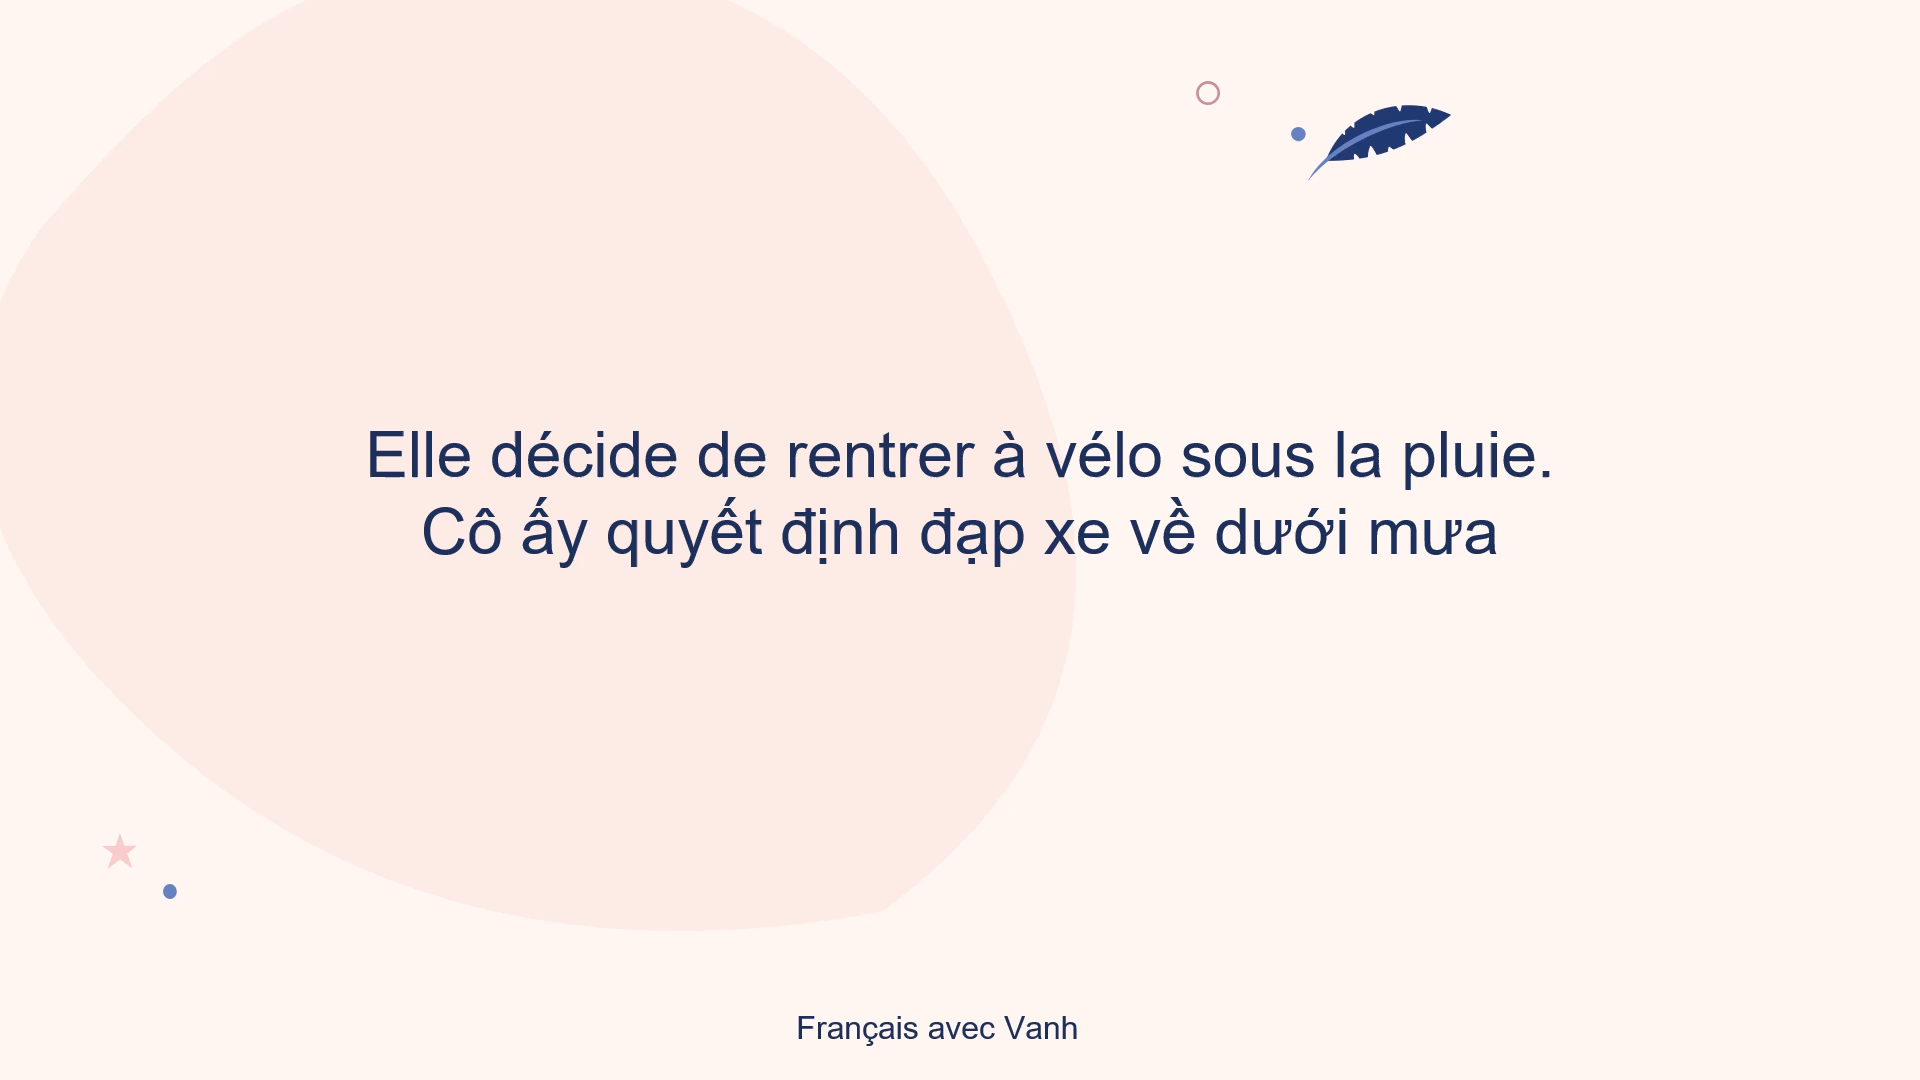 Elle décide de rentrer à vélo sous la pluie.
Cô ấy quyết định đạp xe về dưới mưa
Français avec Vanh